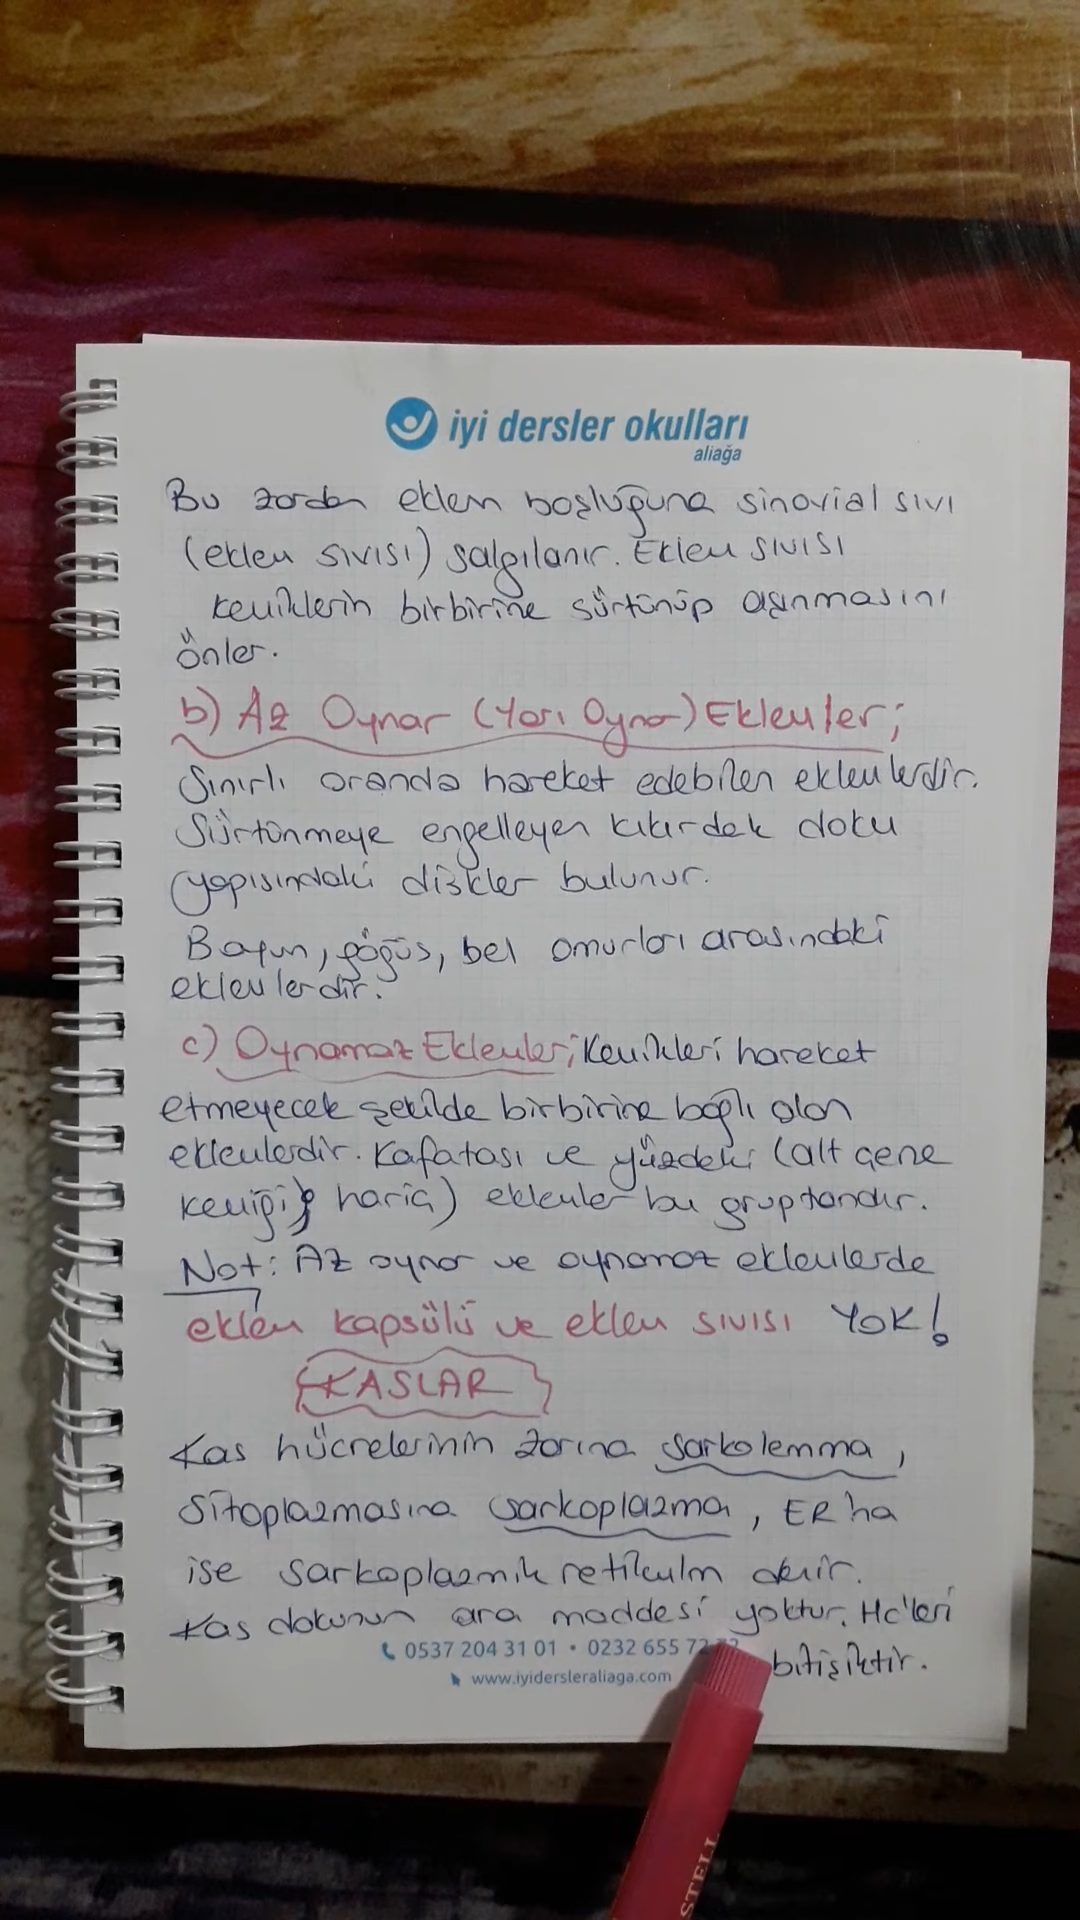 iyi dersler okulları
aliağa
Bu zardan eklem boşluğuna sinovial sıvı
(eklem sıvısı) salgılanır. Eklem sıvısı
kemiklerin birbirine sürtünüp aşınmasını
önler.
b) Az Oynar (Yarı Oynar) Eklemler;
Sınırlı oranda hareket edebilen eklemlerdir.
Sürtünmeye engelleyen kıkırdak doku
yapısındaki diskler bulunur.
Boyun, göğüs, bel omurları arasındaki
eklemlerdir.
c) Oynamaz Eklemler; Kemikleri hareket
etmeyecek şekilde birbirine bağlı olan
eklemlerdir. Kafatası ve yüzdeki (alt çene
kemiği hariç) eklemler bu gruptandır.
Not: Az oynar ve oynamaz eklemlerde
eklem kapsülü ve eklem sıvısı YOK!
KASLAR
Kas hücrelerinin zarına sarkolemma,
sitoplazmasına sarkoplazma, ER'na
ise sarkoplazmik retikulm denir.
Kas dokunun ara maddesi yoktur. Hc'leri
bitişiktir.
0537 204 31 01 • 0232 655 72
www.iyidersleraliaga.com
STELL